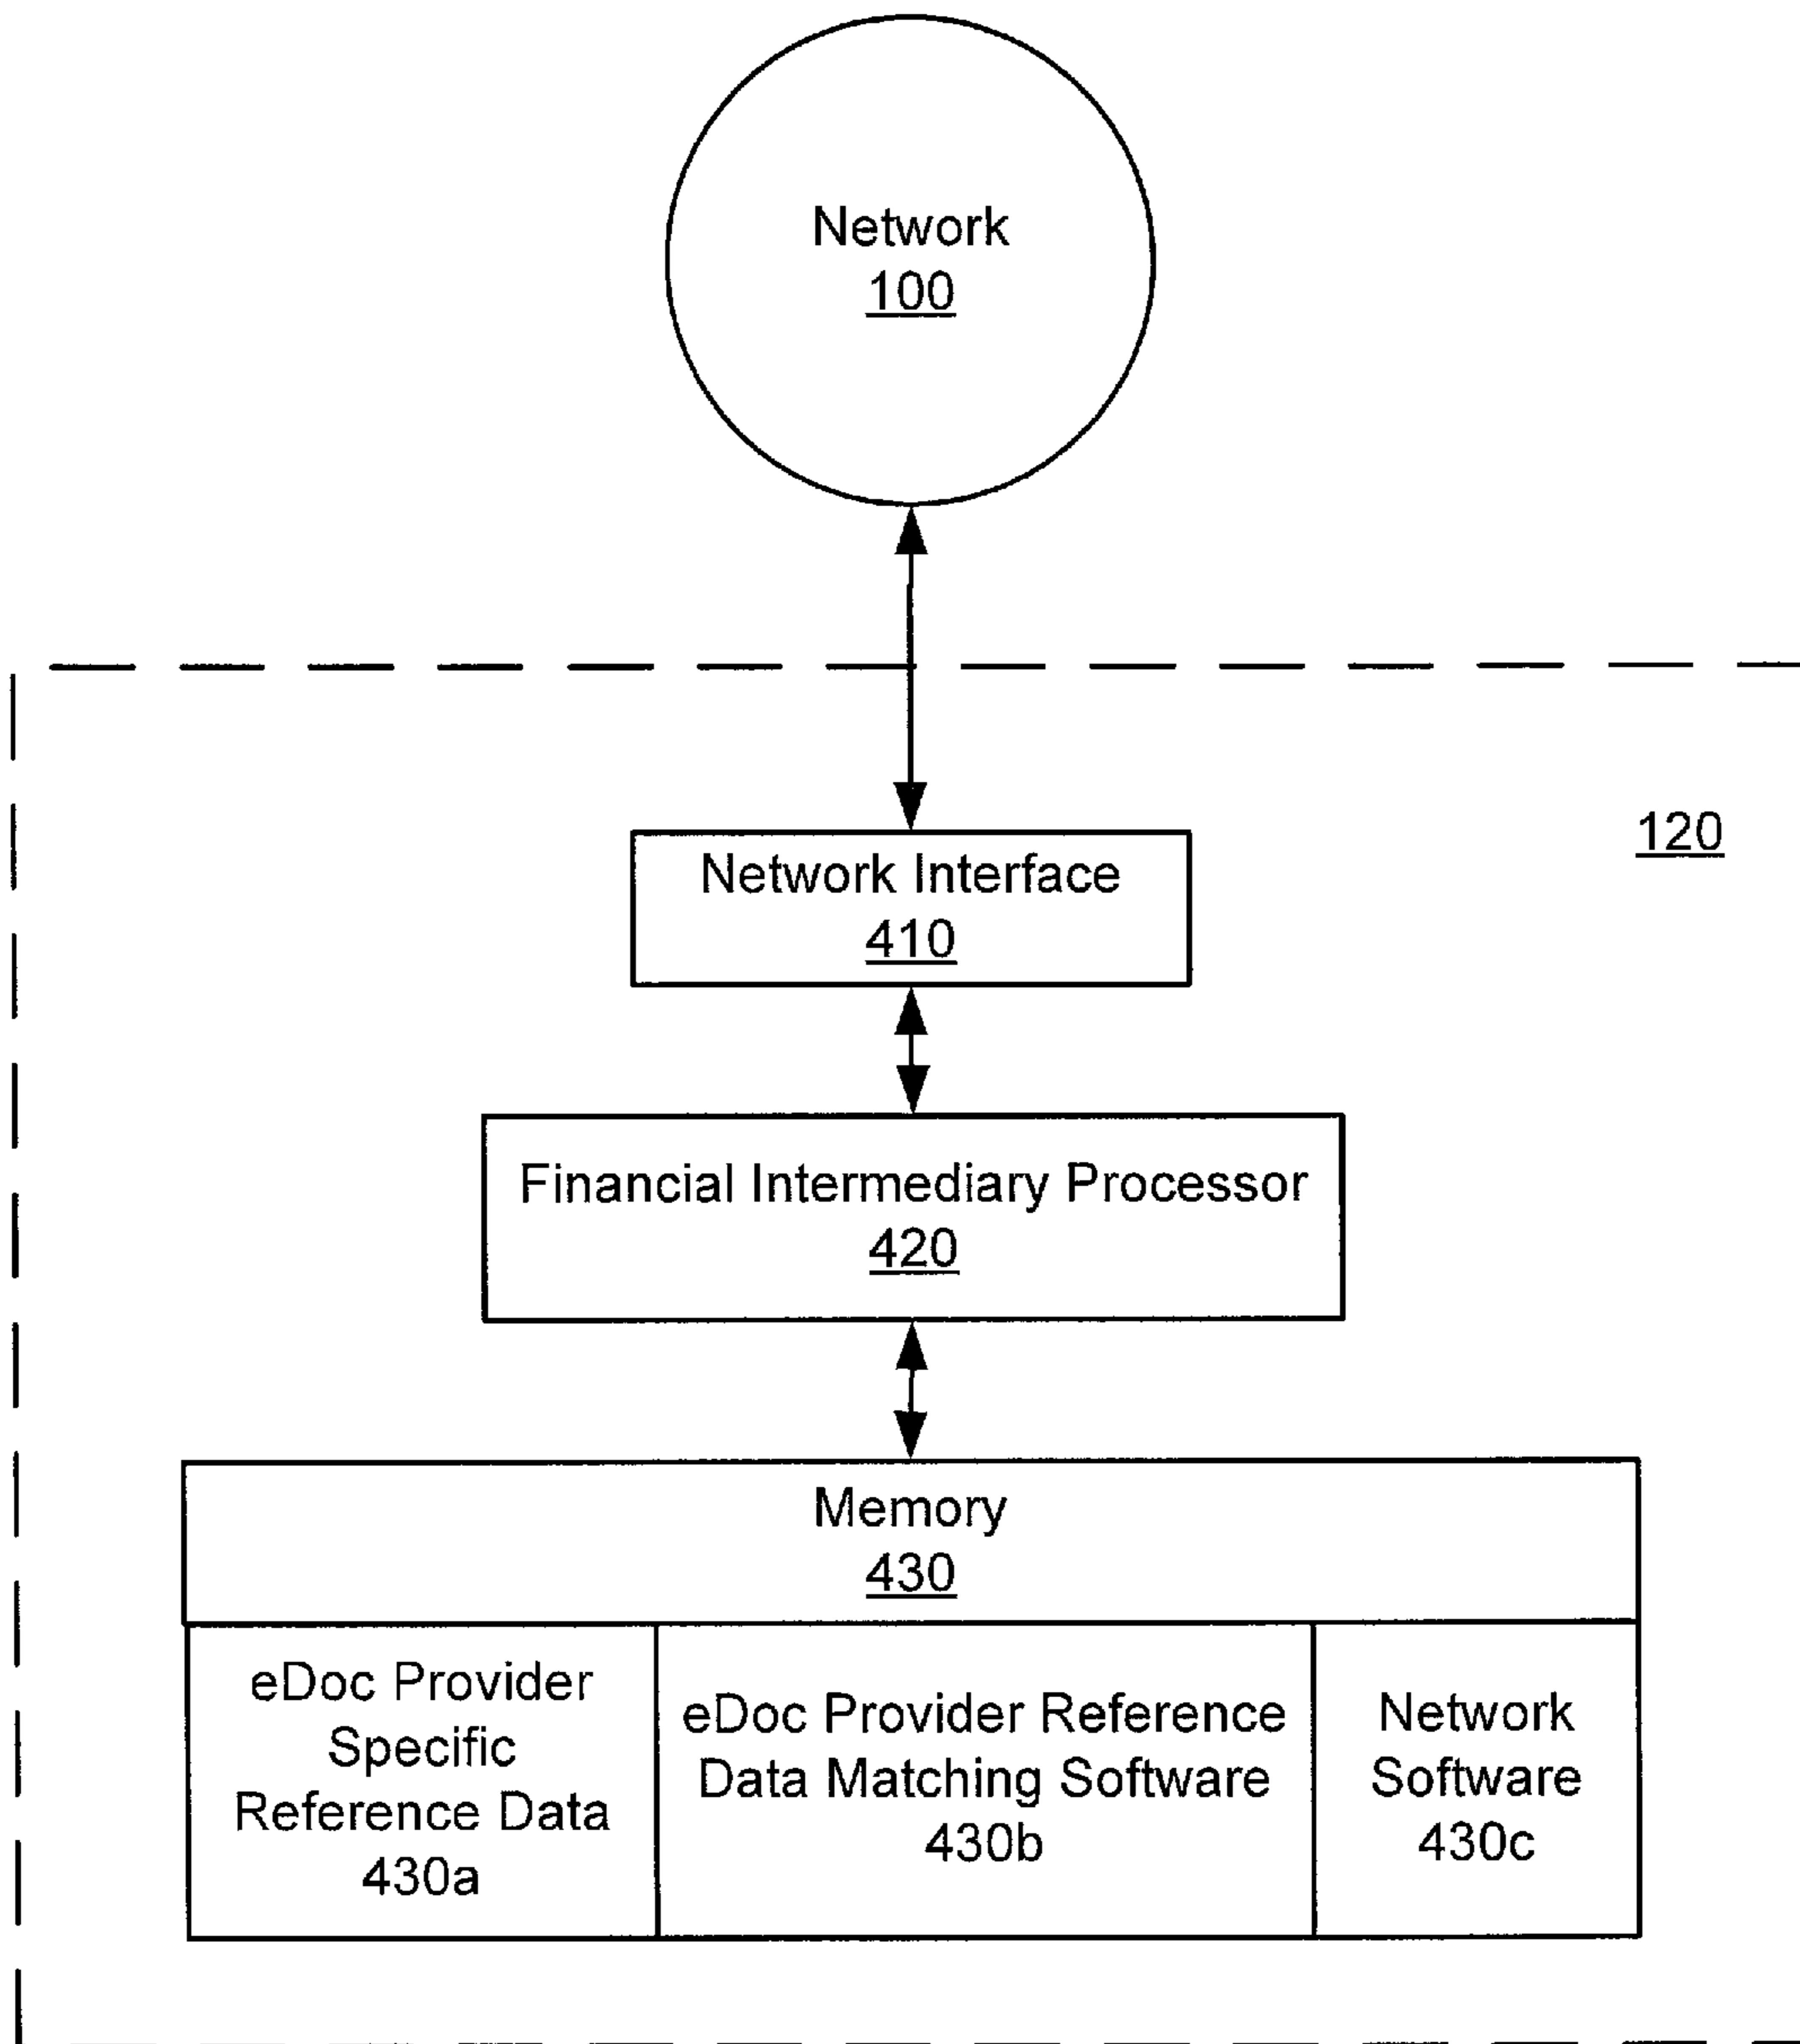 Network
100
120
Network Interface
410
Financial Intermediary Processor
420
Memory
430
eDoc Provider
Specific
Reference Data
430a
eDoc Provider Reference
Data Matching Software
430b
Network
Software
430c